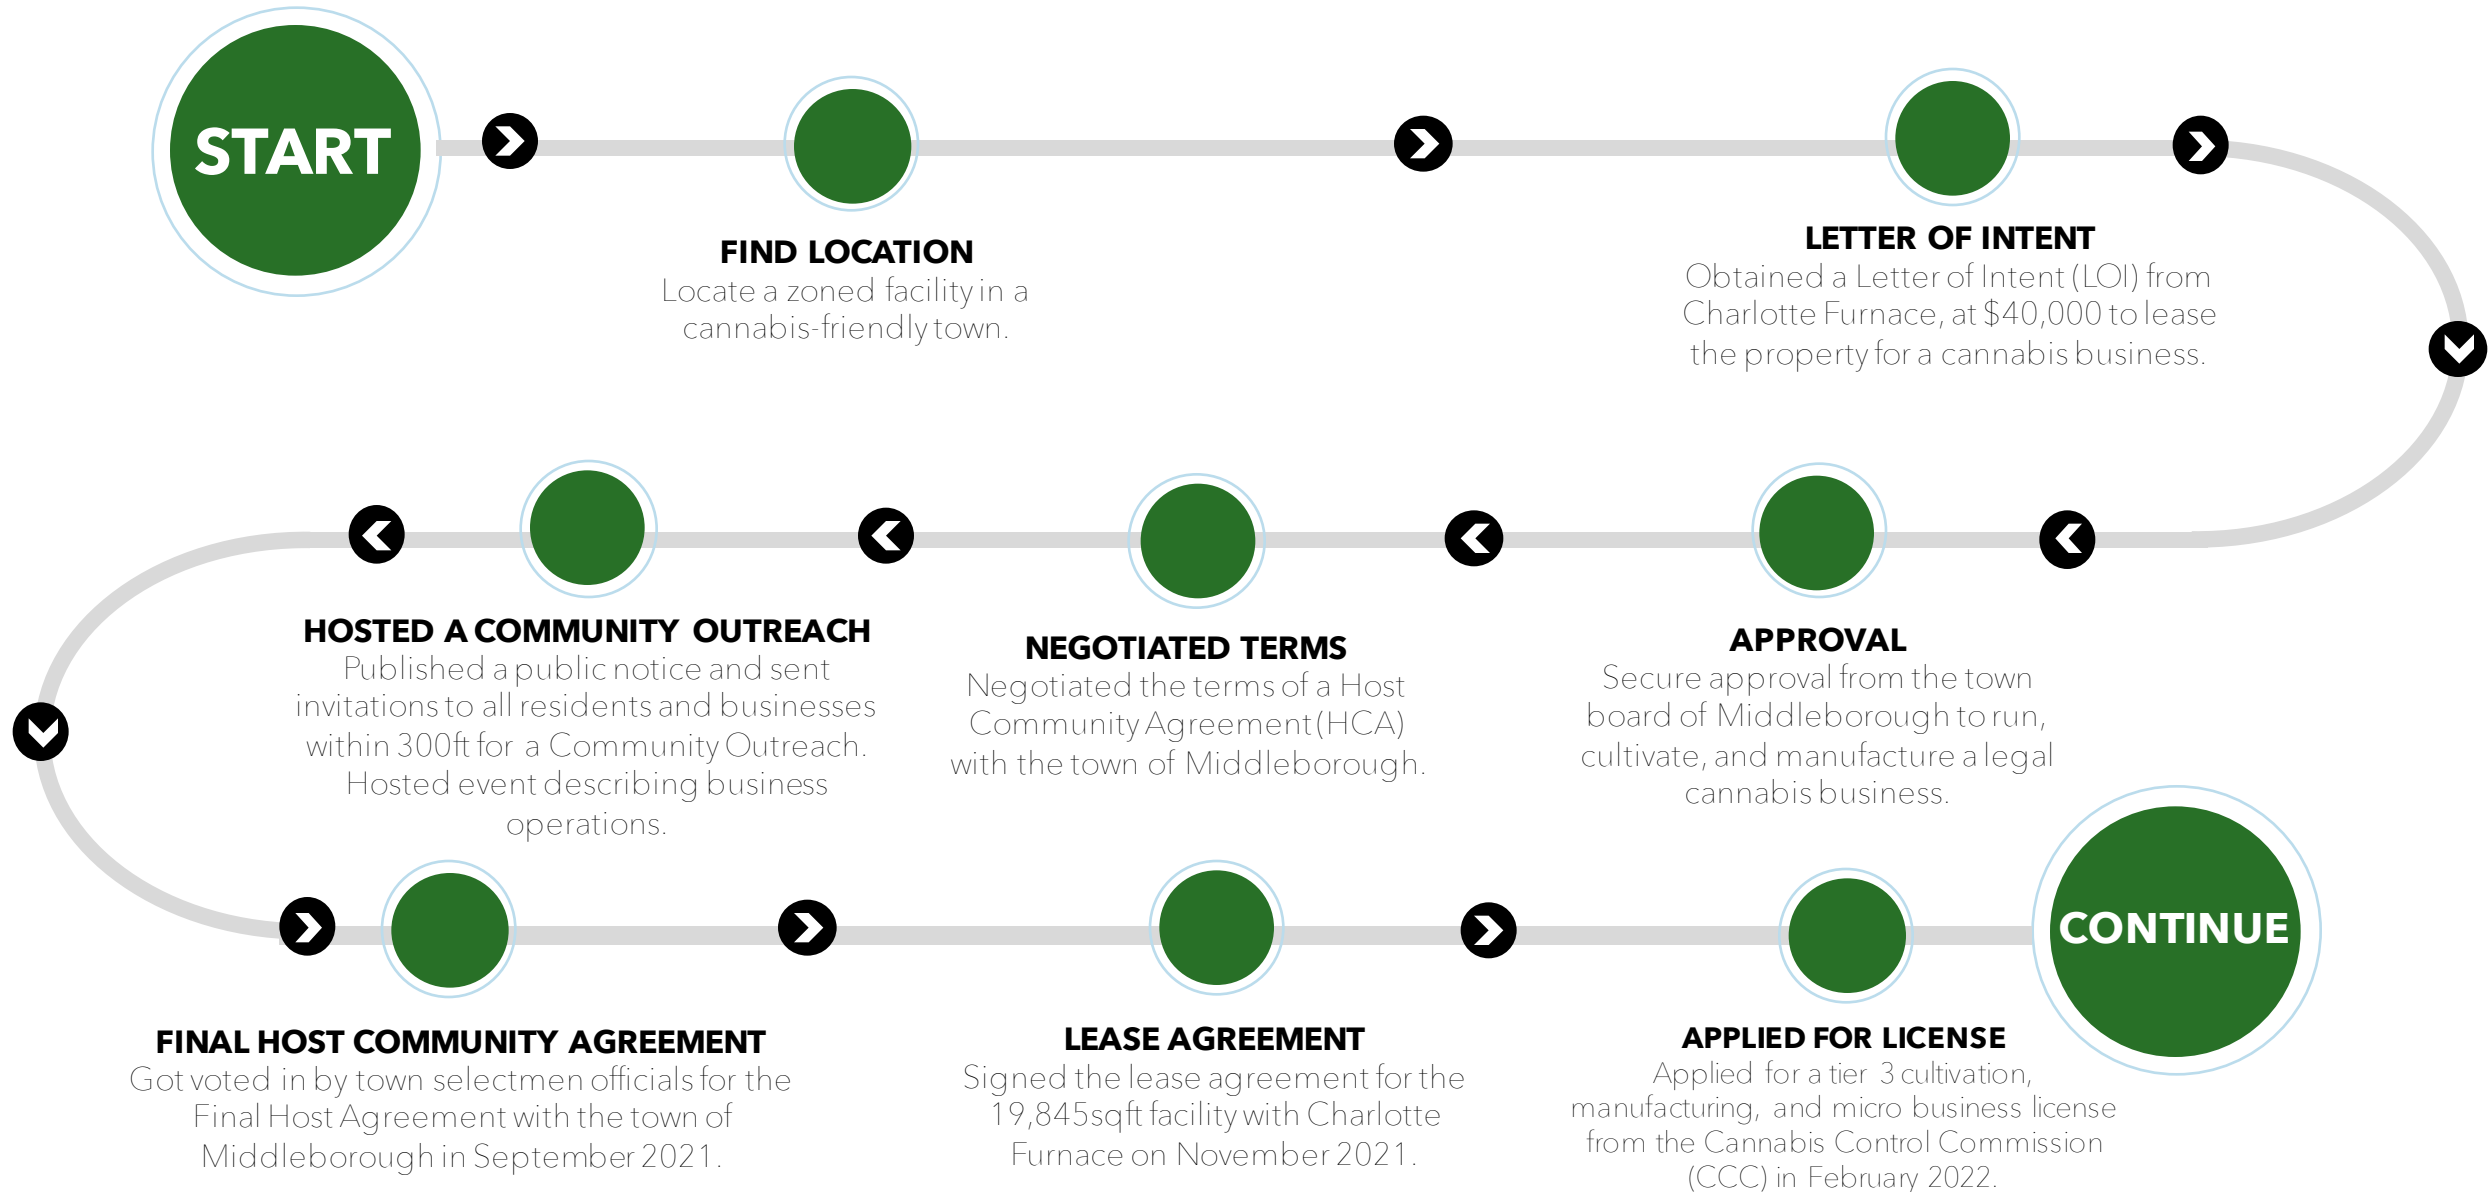 START
FIND LOCATION
Locate a zoned facility in a
cannabis-friendly town.
LETTER OF INTENT
Obtained a Letter of Intent (LOI) from
Charlotte Furnace, at $40,000 to lease
the property for a cannabis business.
APPROVAL
Secure approval from the town
board of Middleborough to run,
cultivate, and manufacture a legal
cannabis business.
NEGOTIATED TERMS
Negotiated the terms of a Host
Community Agreement (HCA)
with the town of Middleborough.
HOSTED A COMMUNITY OUTREACH
Published a public notice and sent
invitations to all residents and businesses
within 300ft for a Community Outreach.
Hosted event describing business
operations.
FINAL HOST COMMUNITY AGREEMENT
Got voted in by town selectmen officials for the
Final Host Agreement with the town of
Middleborough in September 2021.
LEASE AGREEMENT
Signed the lease agreement for the
19,845sqft facility with Charlotte
Furnace on November 2021.
APPLIED FOR LICENSE
Applied for a tier 3 cultivation,
manufacturing, and micro business license
from the Cannabis Control Commission
(CCC) in February 2022.
CONTINUE